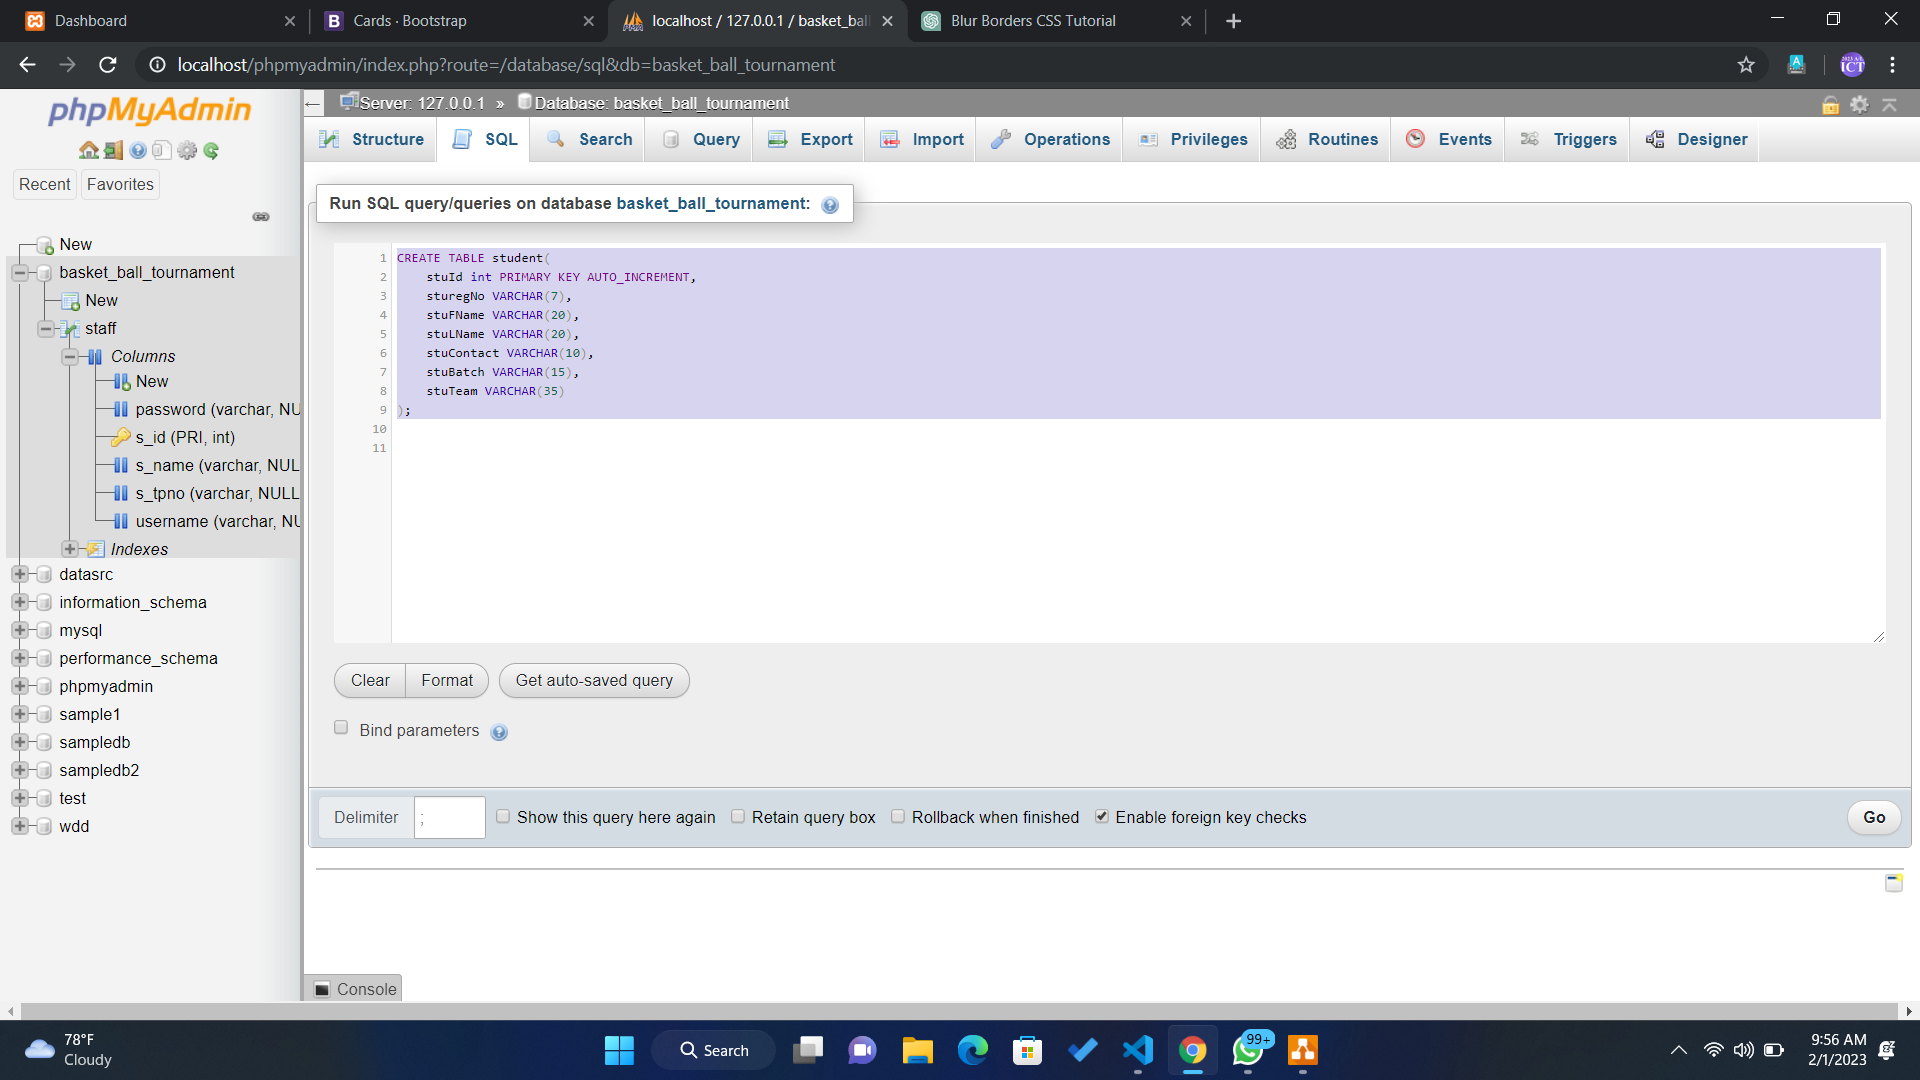 Dashboard
Cards · Bootstrap
localhost / 127.0.0.1 / basket_bal
Blur Borders CSS Tutorial
localhost/phpmyadmin/index.php?route=/database/sql&db=basket_ball_tournament
phpMyAdmin
Recent
Favorites
New
basket_ball_tournament
New
staff
Columns
New
password (varchar, NU
s_id (PRI, int)
s_name (varchar, NUL
s_tpno (varchar, NULL
username (varchar, NU
Indexes
datasrc
information_schema
mysql
performance_schema
phpmyadmin
sample1
sampledb
sampledb2
test
wdd
Server: 127.0.0.1 » Database: basket_ball_tournament
Structure
SQL
Search
Query
Export
Import
Operations
Privileges
Routines
Events
Triggers
Designer
Run SQL query/queries on database basket_ball_tournament:
1 CREATE TABLE student(
2 stuId int PRIMARY KEY AUTO_INCREMENT,
3 sturegNo VARCHAR(7),
4 stuFName VARCHAR(20),
5 stuLName VARCHAR(20),
6 stuContact VARCHAR(10),
7 stuBatch VARCHAR(15),
8 stuTeam VARCHAR(35)
9 );
10
11
Clear
Format
Get auto-saved query
Bind parameters
Delimiter ;
Show this query here again
Retain query box
Rollback when finished
Enable foreign key checks
Go
Console
78°F
Cloudy
Search
99+
9:56 AM
2/1/2023